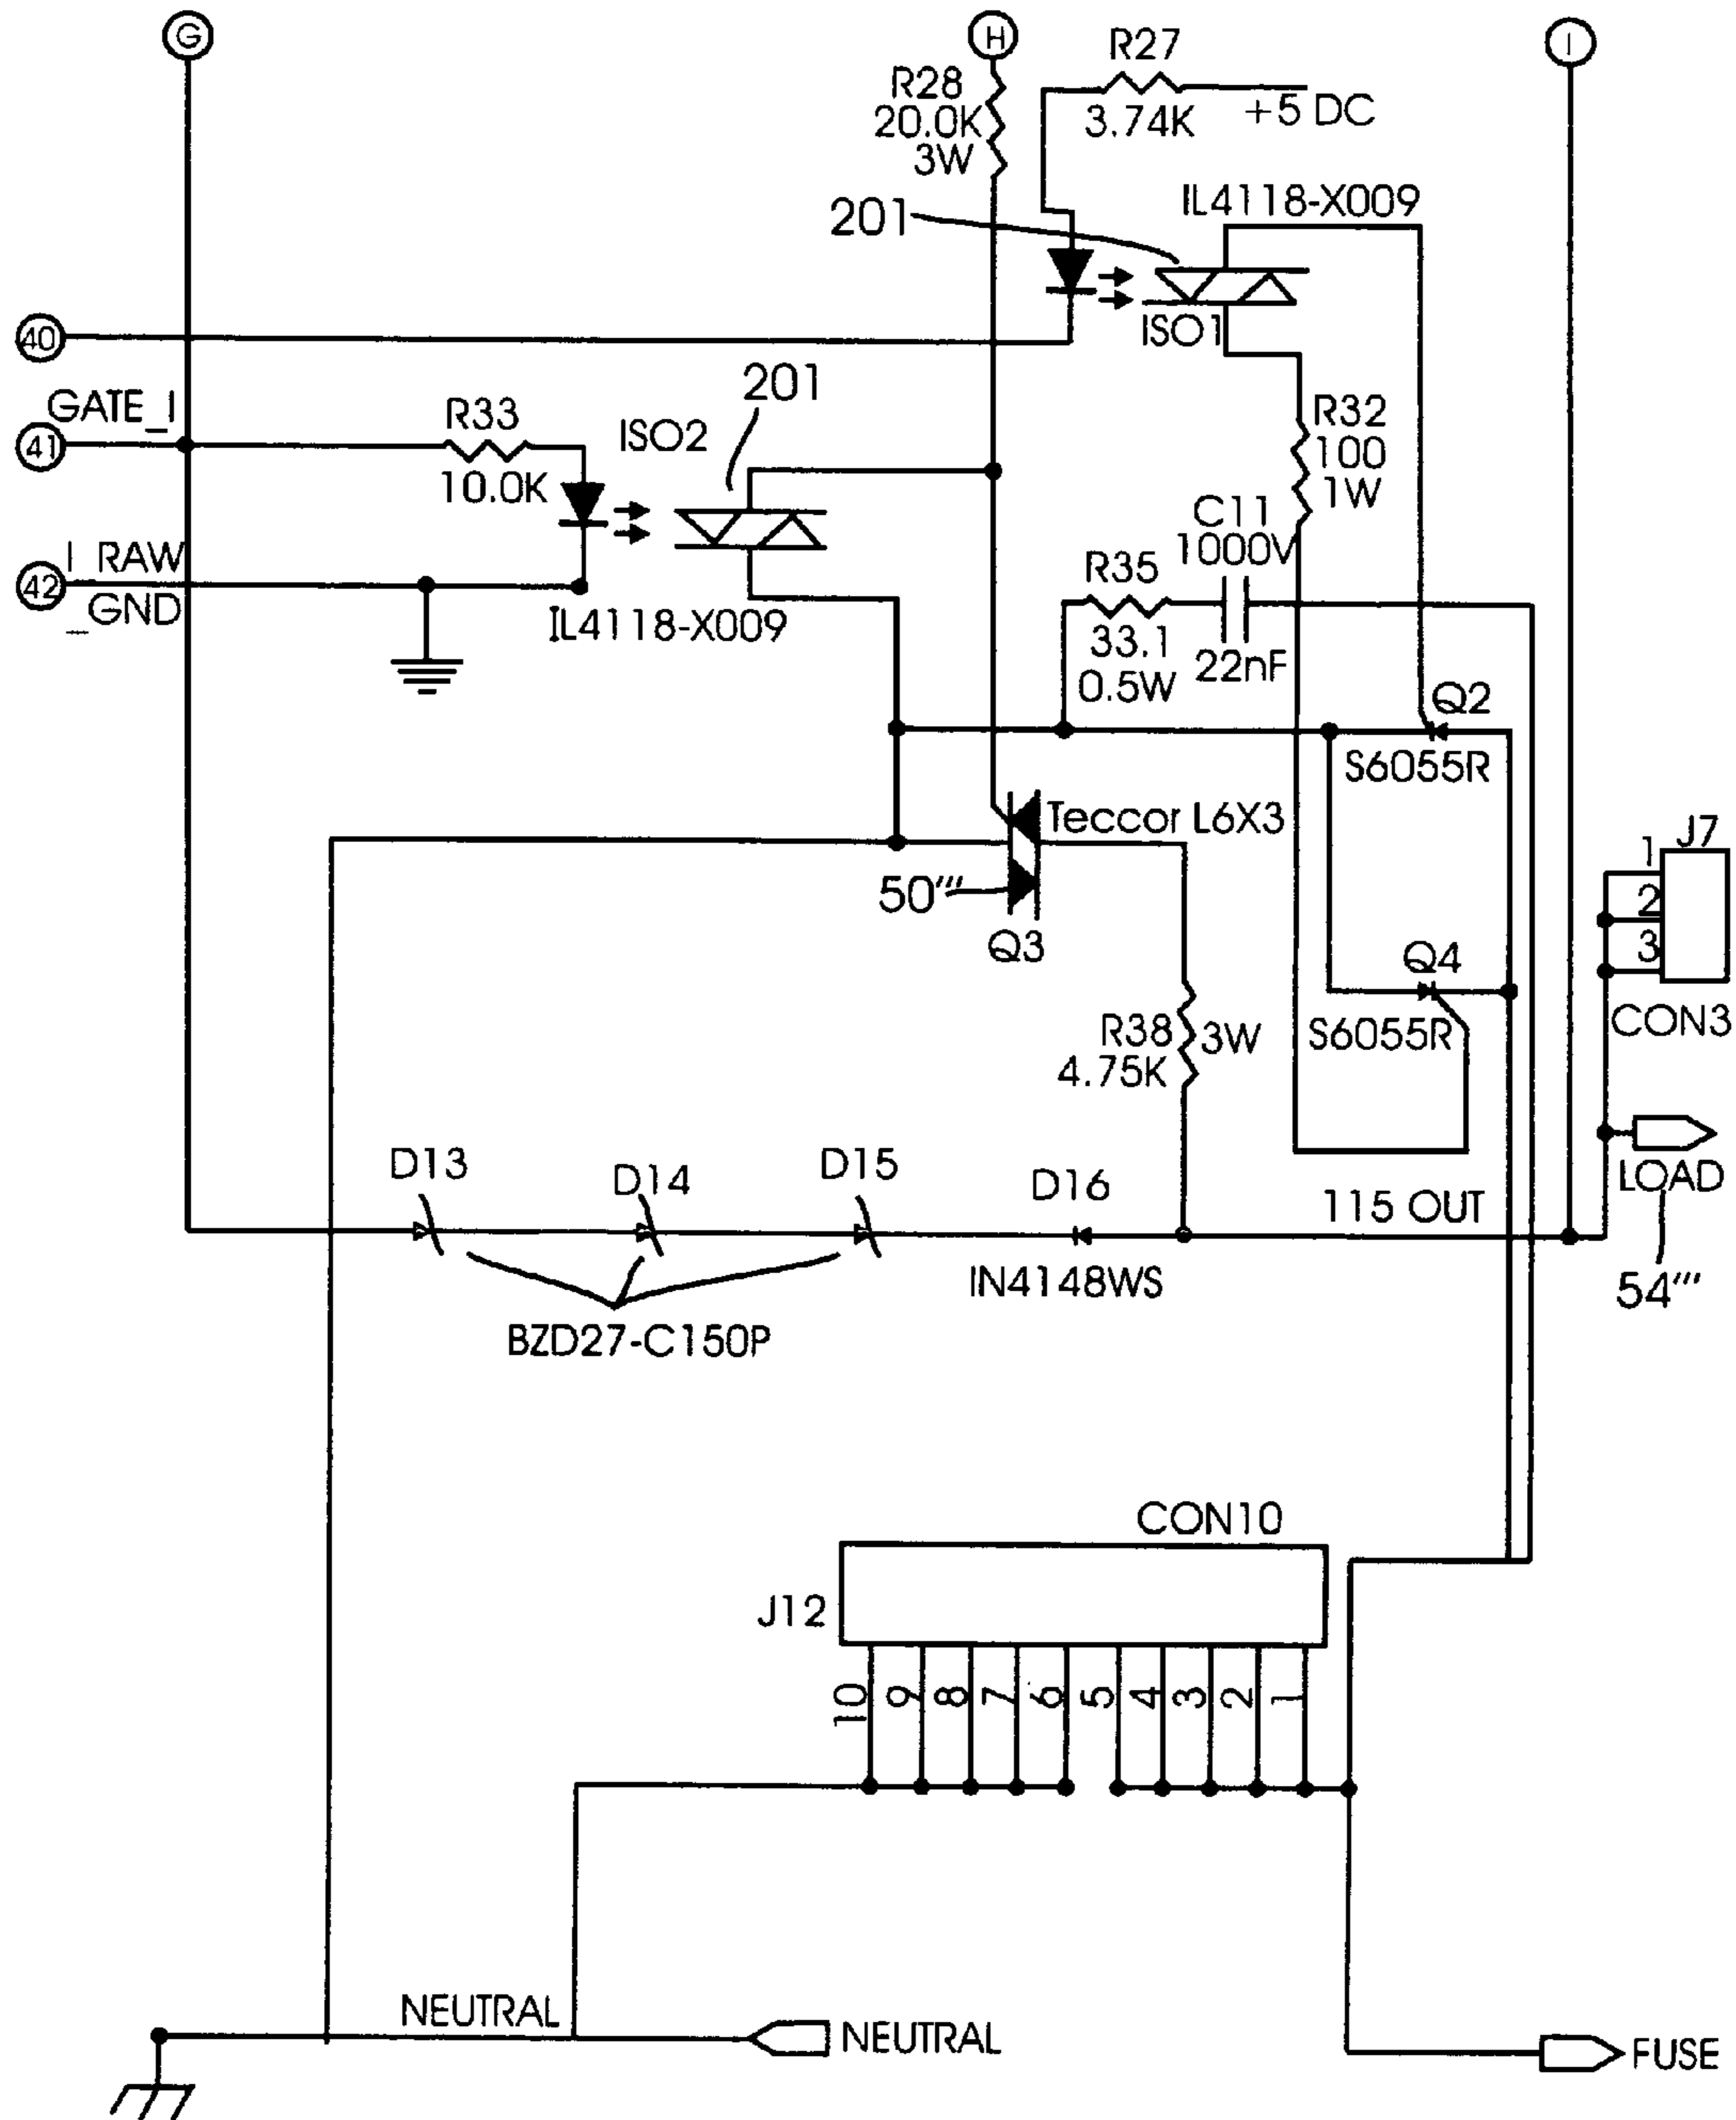 G
H
I
R27
3.74K
+5 DC
R28
20.0K
3W
IL4118-X009
201
ISO1
40
GATE_I
41
R33
10.0K
ISO2
201
R32
100
1W
I_RAW
_GND
42
IL4118-X009
C11
1000V
22nF
R35
33.1
0.5W
Q2
S6055R
Teccor L6X3
50'''
Q3
J7
1
2
3
CON3
Q4
S6055R
R38
4.75K
3W
D13
D14
D15
D16
115 OUT
LOAD
54'''
IN4148WS
BZD27-C150P
CON10
J12
10
9
8
7
6
5
4
3
2
1
NEUTRAL
NEUTRAL
FUSE